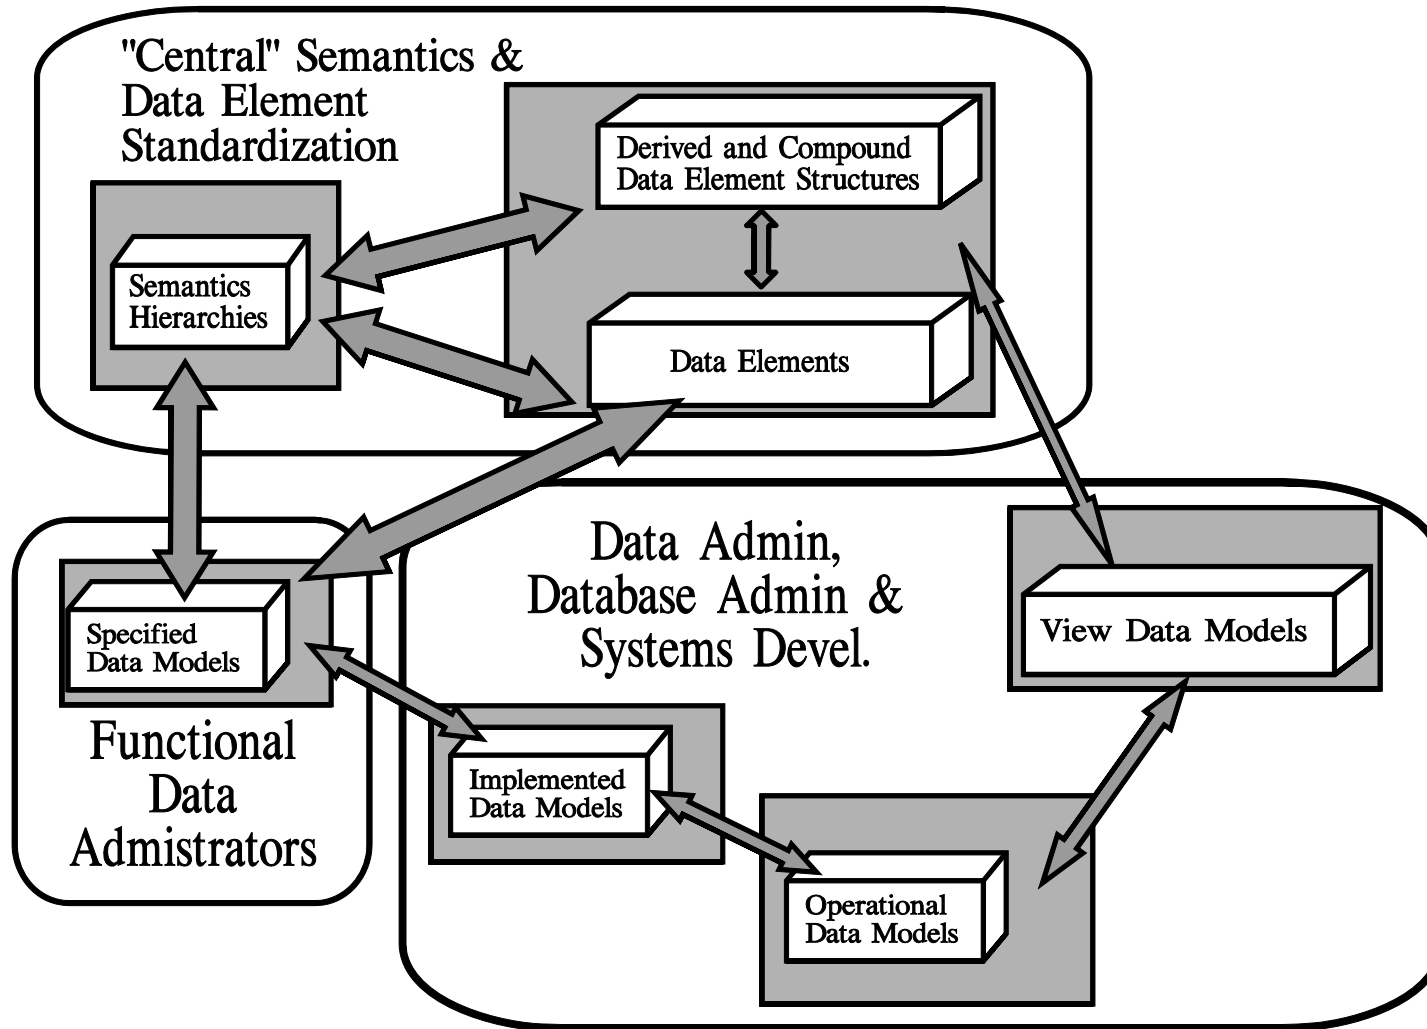 "Central" Semantics &
Data Element
Standardization
Derived and Compound
Data Element Structures
Semantics
Hierarchies
Data Elements
Data Admin,
Database Admin &
Systems Devel.
Specified
Data Models
View Data Models
Functional
Data
Admistrators
Implemented
Data Models
Operational
Data Models